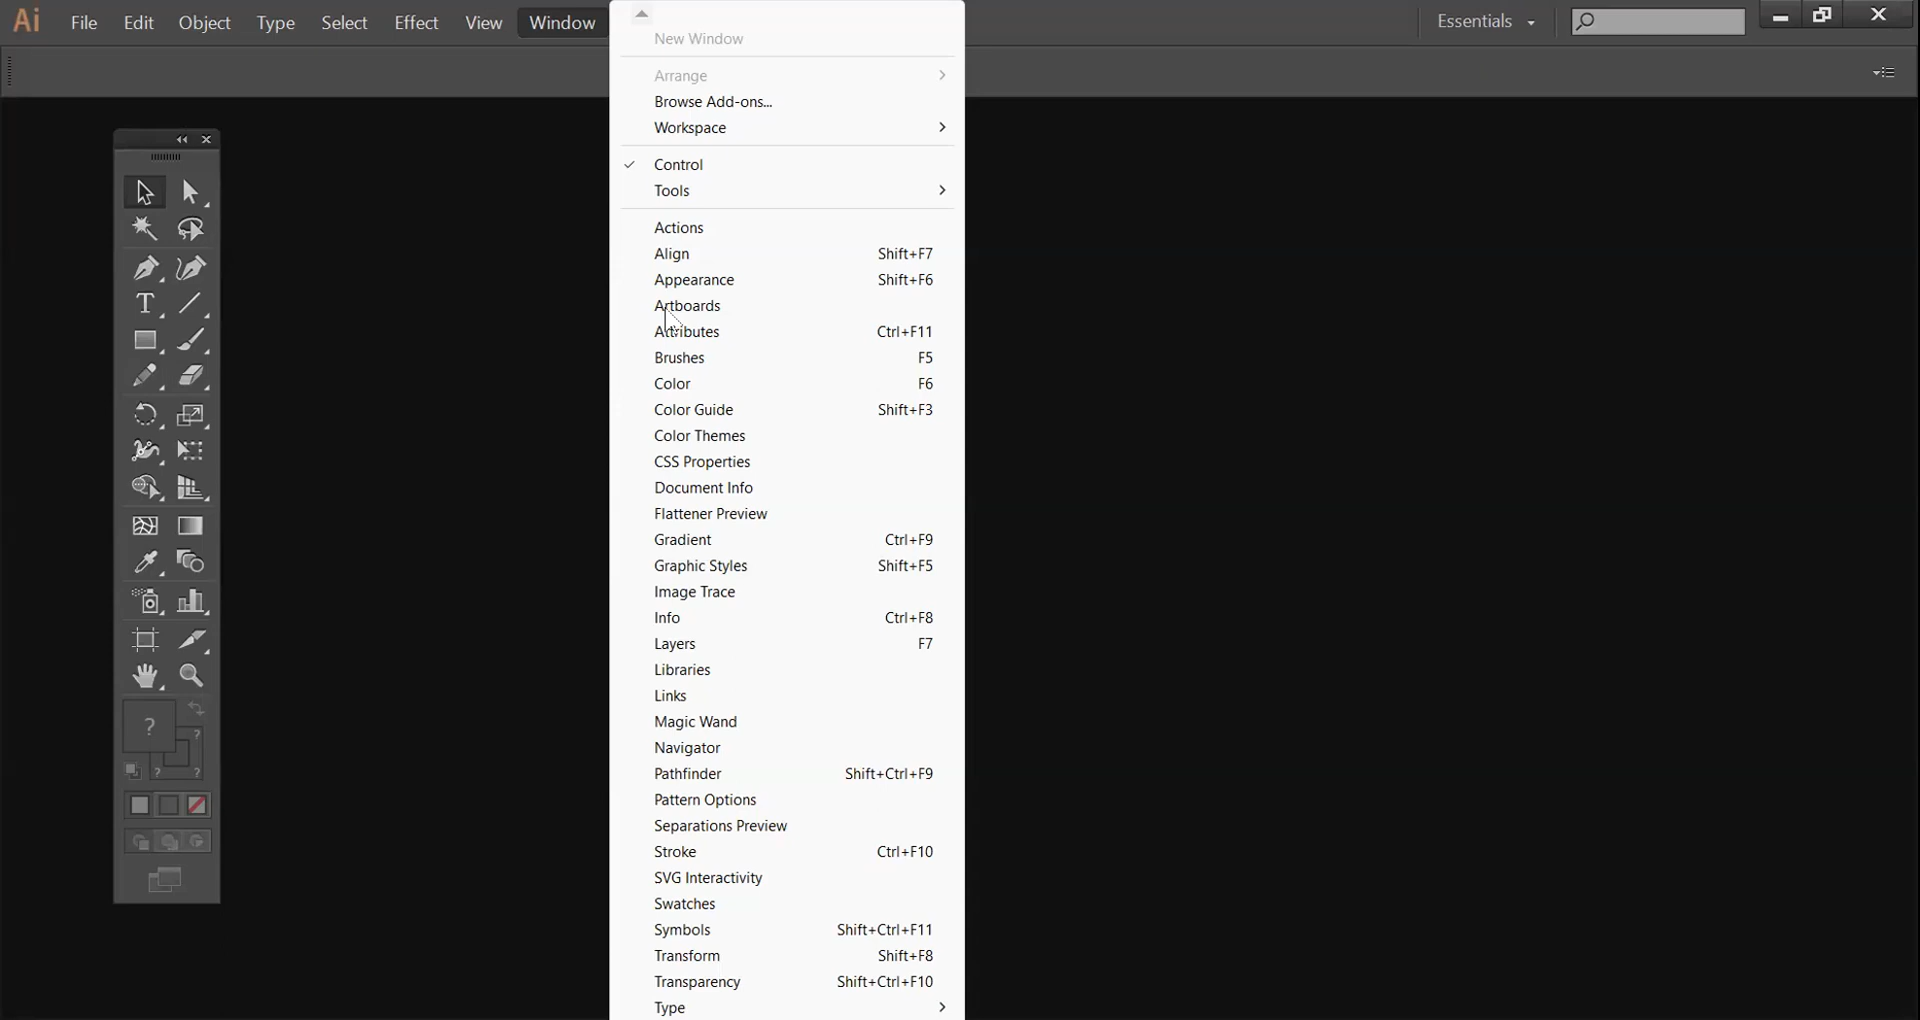 Ai File Edit Object Type Select Effect View Window Essentials
New Window
Arrange
Browse Add-ons...
Workspace
Control
Tools
Actions
Align Shift+F7
Appearance Shift+F6
Artboards
Attributes Ctrl+F11
Brushes F5
Color F6
Color Guide Shift+F3
Color Themes
CSS Properties
Document Info
Flattener Preview
Gradient Ctrl+F9
Graphic Styles Shift+F5
Image Trace
Info Ctrl+F8
Layers F7
Libraries
Links
Magic Wand
Navigator
Pathfinder Shift+Ctrl+F9
Pattern Options
Separations Preview
Stroke Ctrl+F10
SVG Interactivity
Swatches
Symbols Shift+Ctrl+F11
Transform Shift+F8
Transparency Shift+Ctrl+F10
Type
T
?
?
? ?